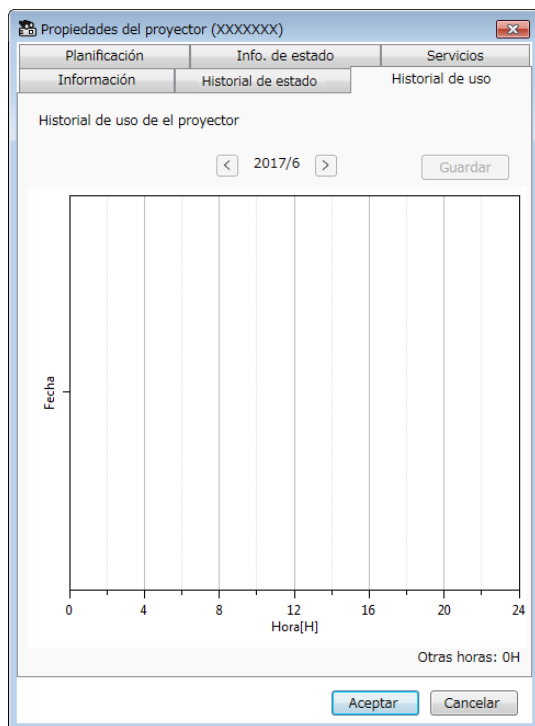 Propiedades del proyector (XXXXXXX)
Planificación Info. de estado Servicios
Información Historial de estado Historial de uso
Historial de uso de el proyector
< 2017/6 > Guardar
Fecha
0 4 8 12 16 20 24
Hora[H]
Otras horas: 0H
Aceptar Cancelar